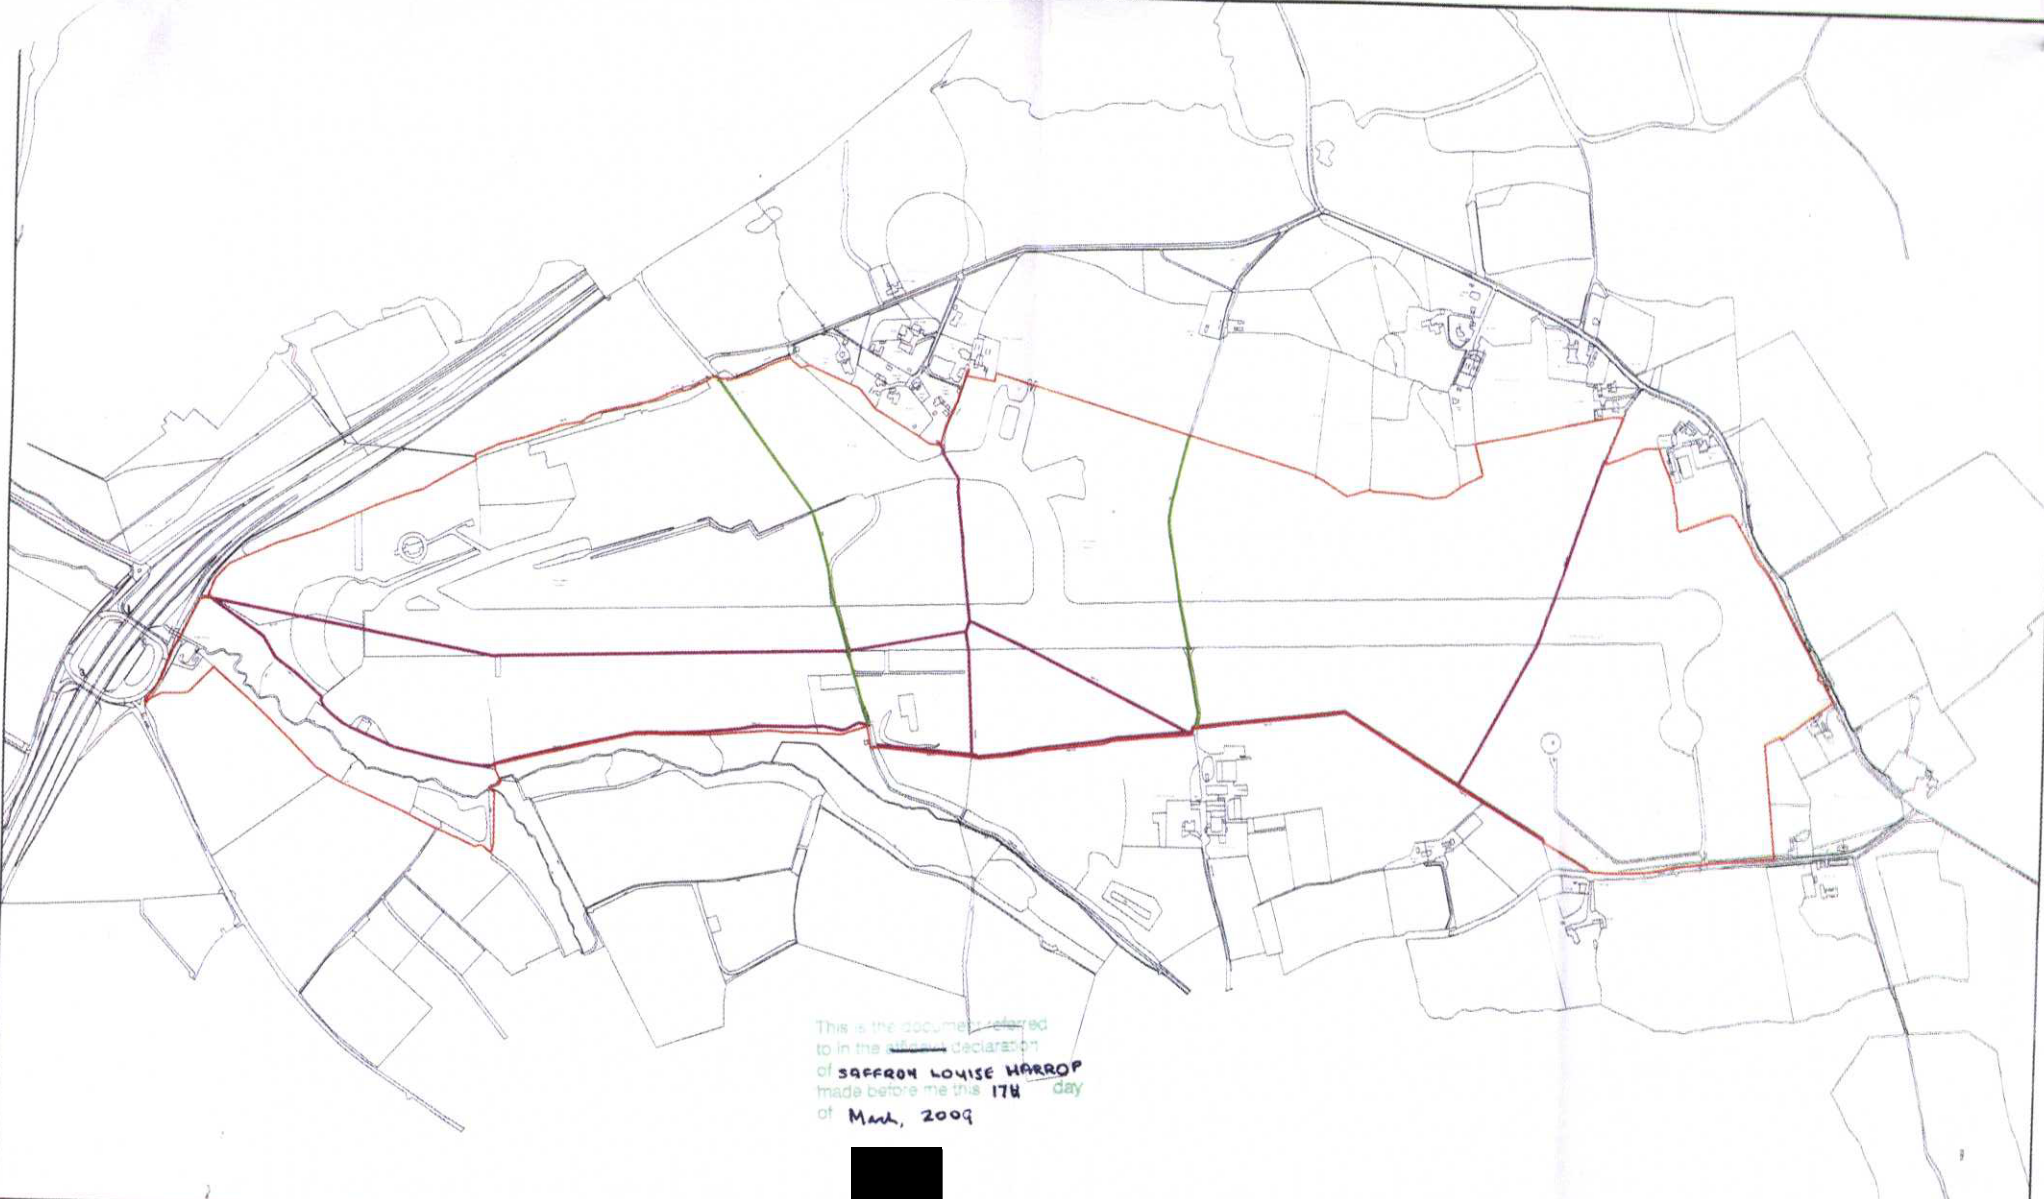 This is the document referred
to in the affidavit declaration
of SAFFRON LOUISE HARROP
made before me this 17th day
of March, 2009